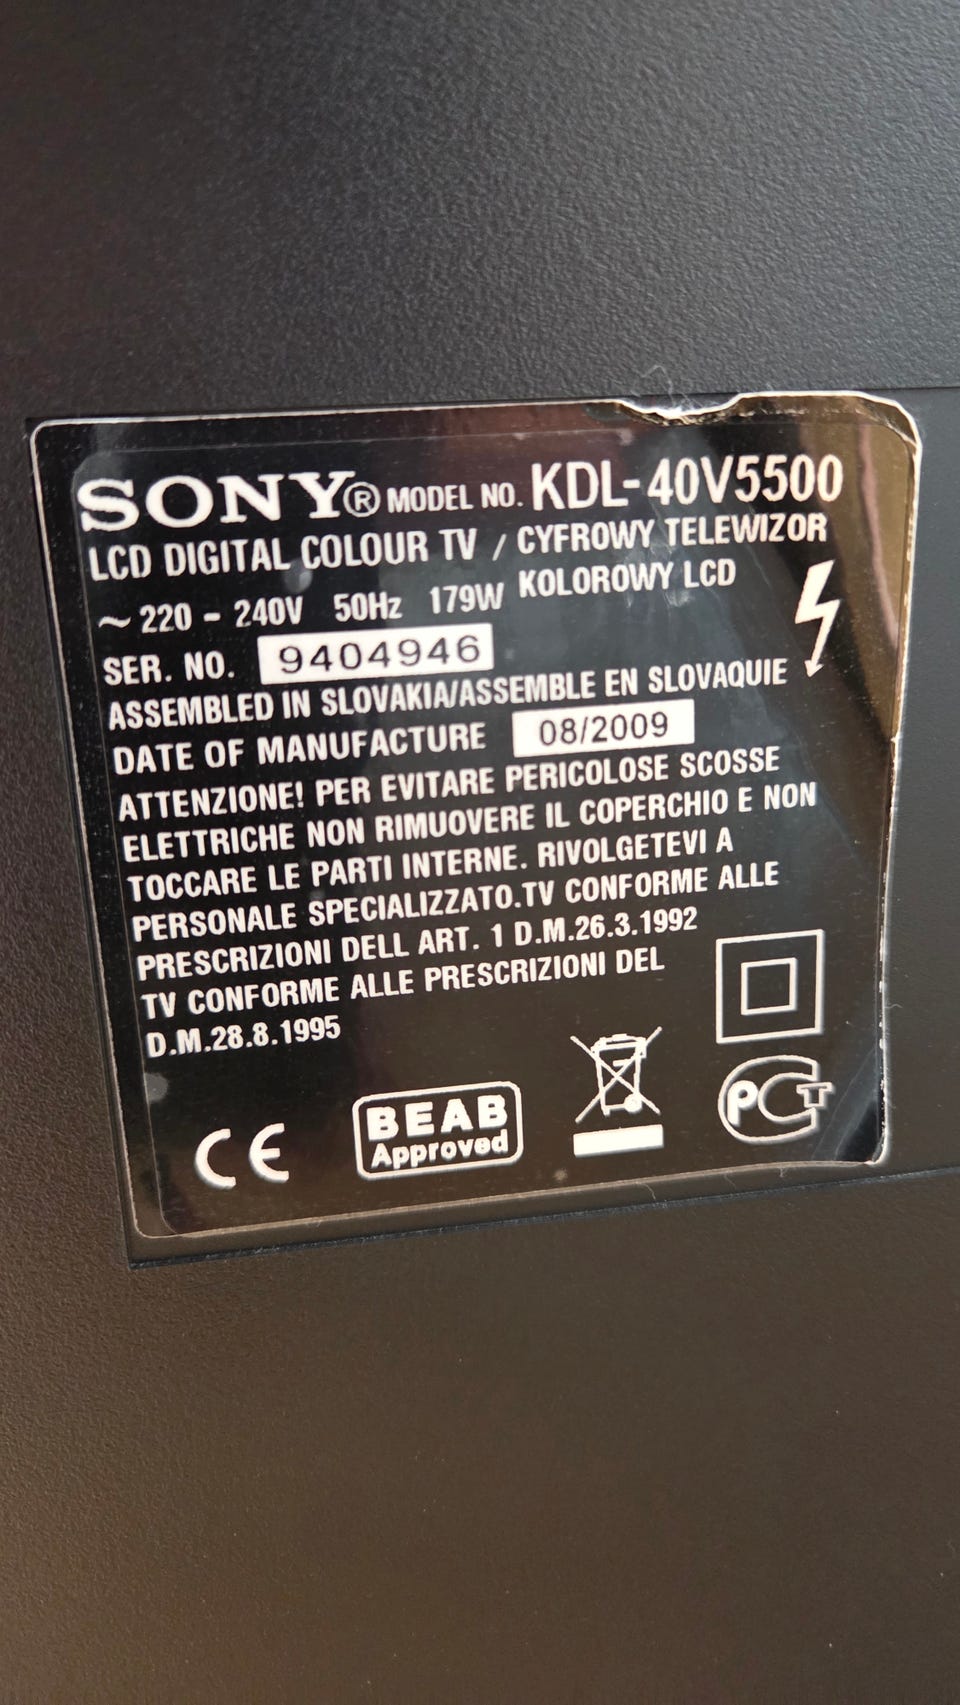 SONY® MODEL NO. KDL-40V5500
LCD DIGITAL COLOUR TV / CYFROWY TELEWIZOR
~ 220 - 240V 50Hz 179W KOLOROWY LCD
SER. NO. 9404946
ASSEMBLED IN SLOVAKIA/ASSEMBLE EN SLOVAQUIE
DATE OF MANUFACTURE 08/2009
ATTENZIONE! PER EVITARE PERICOLOSE SCOSSE
ELETTRICHE NON RIMUOVERE IL COPERCHIO E NON
TOCCARE LE PARTI INTERNE. RIVOLGETEVI A
PERSONALE SPECIALIZZATO.TV CONFORME ALLE
PRESCRIZIONI DELL ART. 1 D.M.26.3.1992
TV CONFORME ALLE PRESCRIZIONI DEL
D.M.28.8.1995
CE
BEAB
Approved
PCT